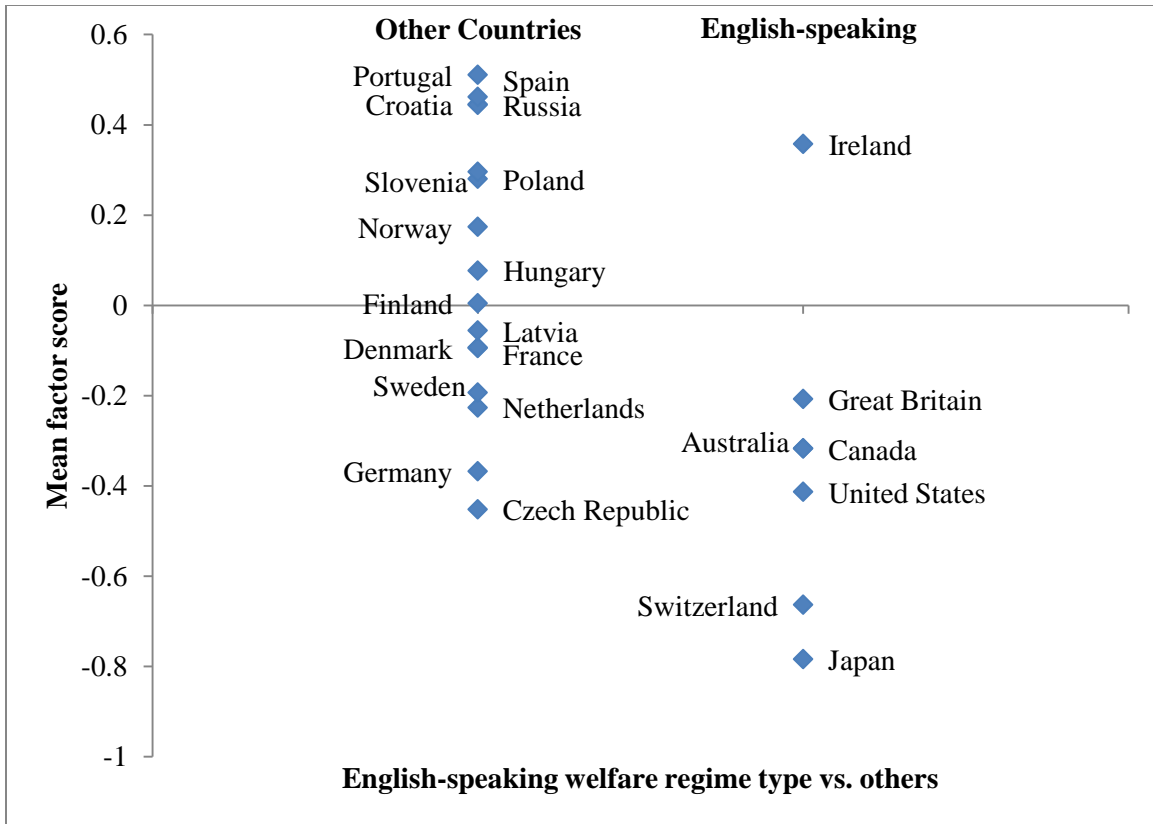 Other Countries English-speaking
0.6
Portugal Spain
Croatia Russia
0.4
Ireland
Slovenia Poland
0.2
Norway
Hungary
0
Finland
Latvia
Denmark France
Sweden
-0.2
Netherlands
Great Britain
Australia Canada
-0.4
Germany
United States
Czech Republic
-0.6
Switzerland
Japan
-0.8
-1
Mean factor score
English-speaking welfare regime type vs. others